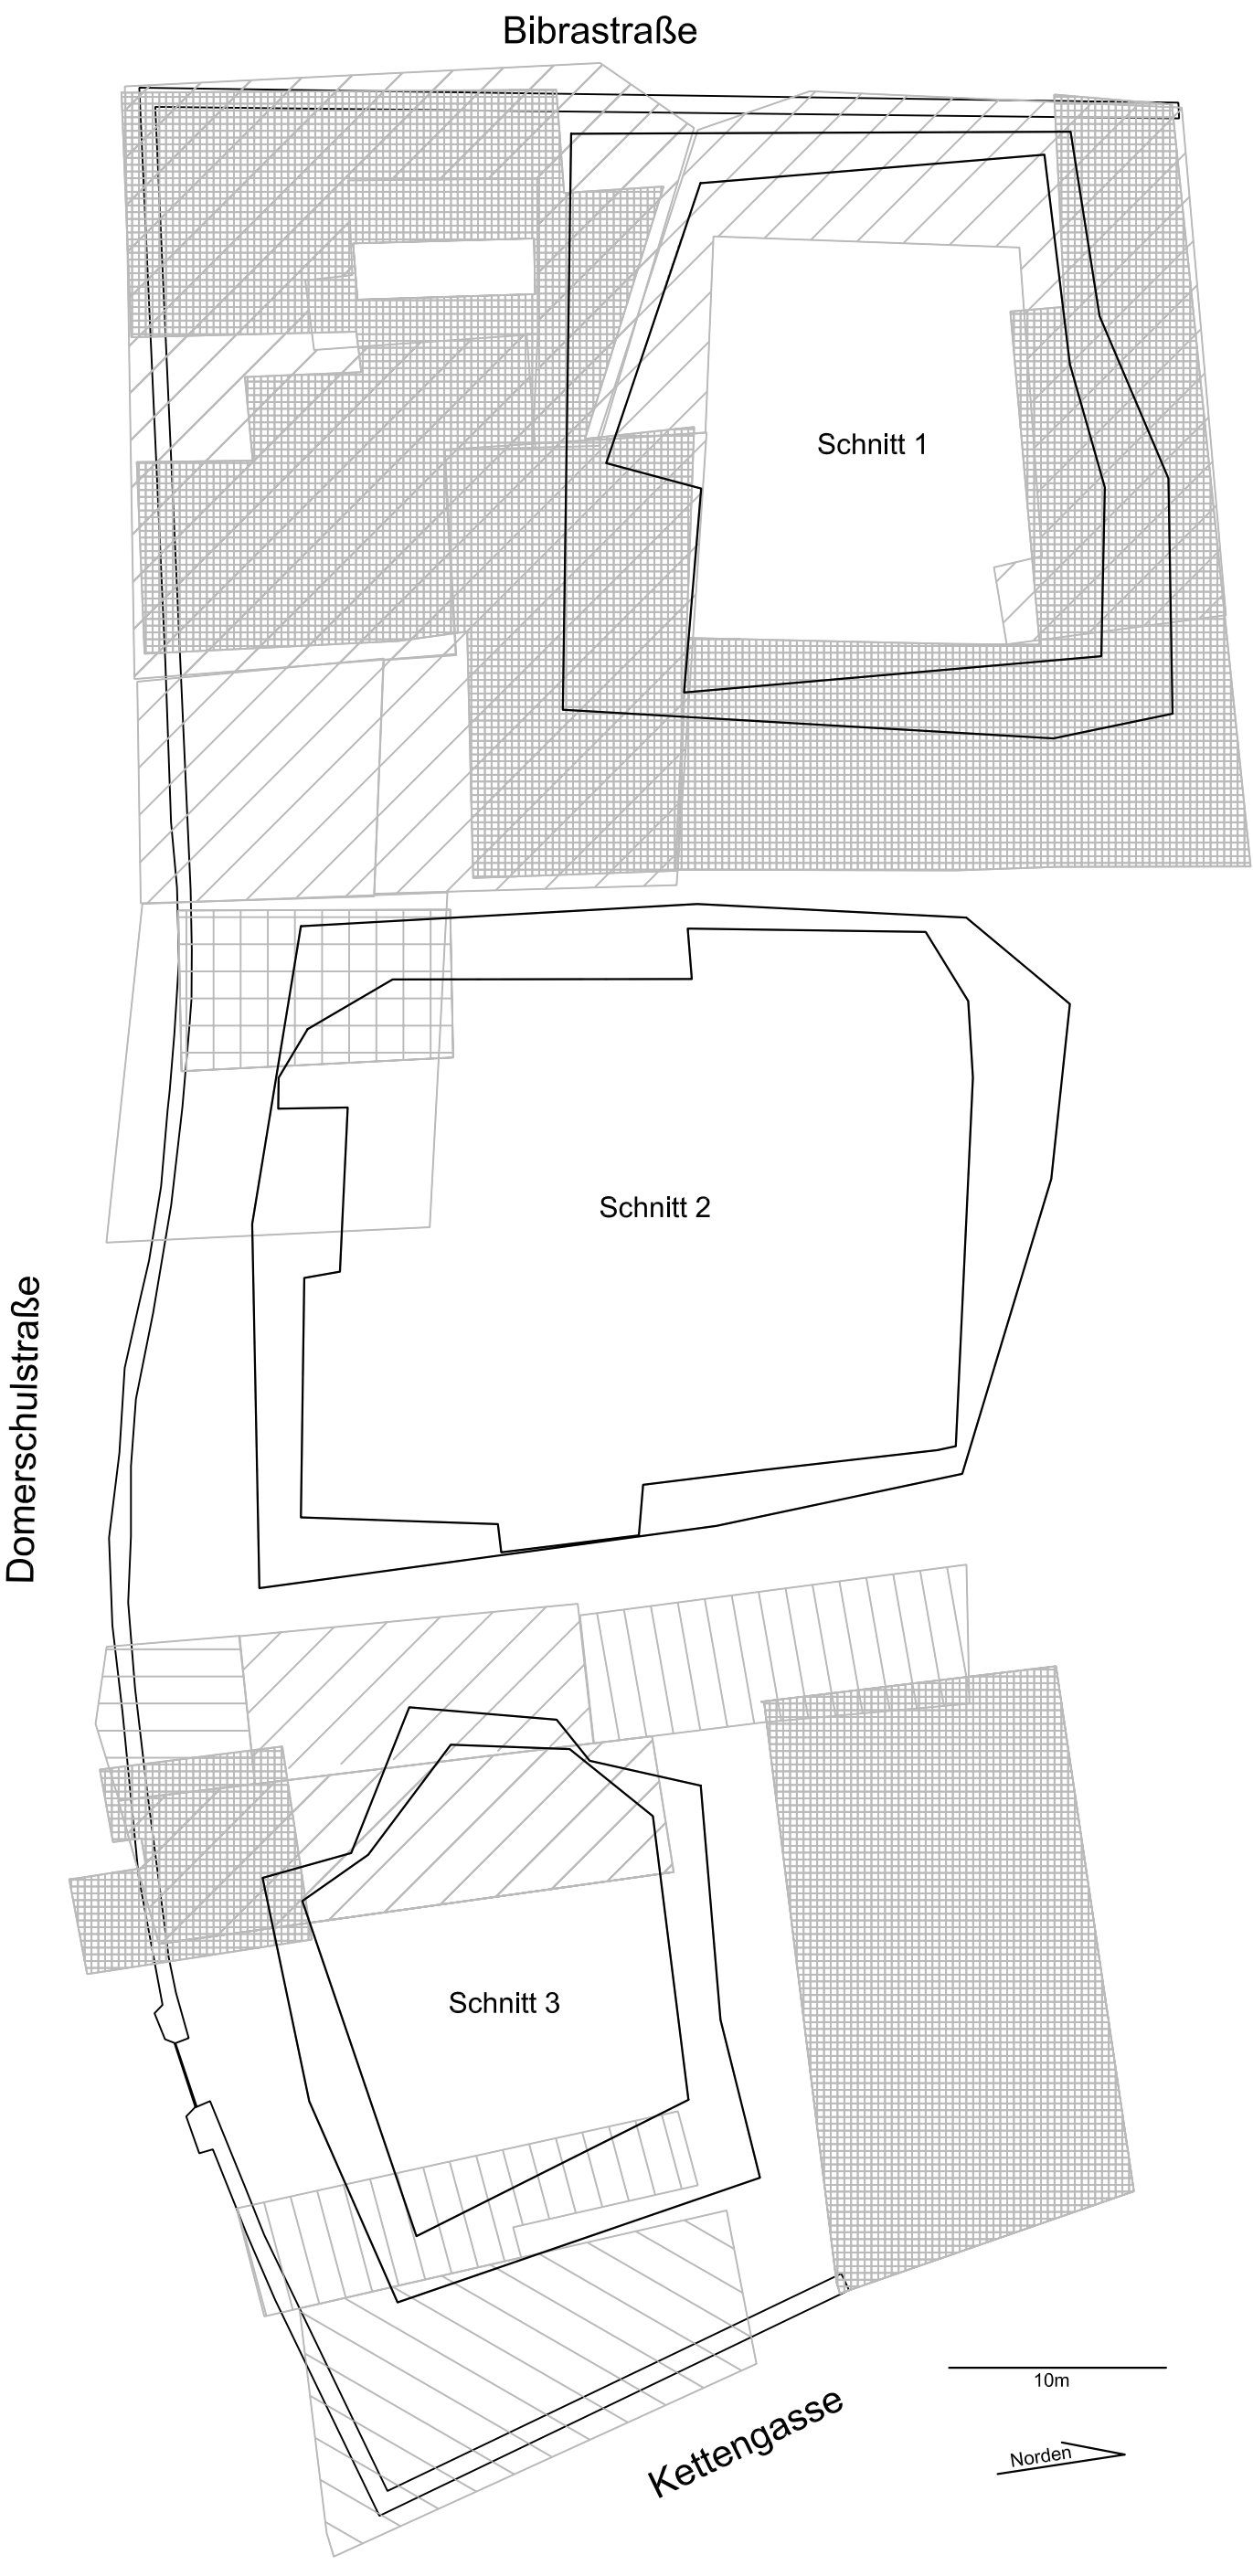 Bibrastraße
Schnitt 1
Schnitt 2
Domerschulstraße
Schnitt 3
10m
Kettengasse
Norden